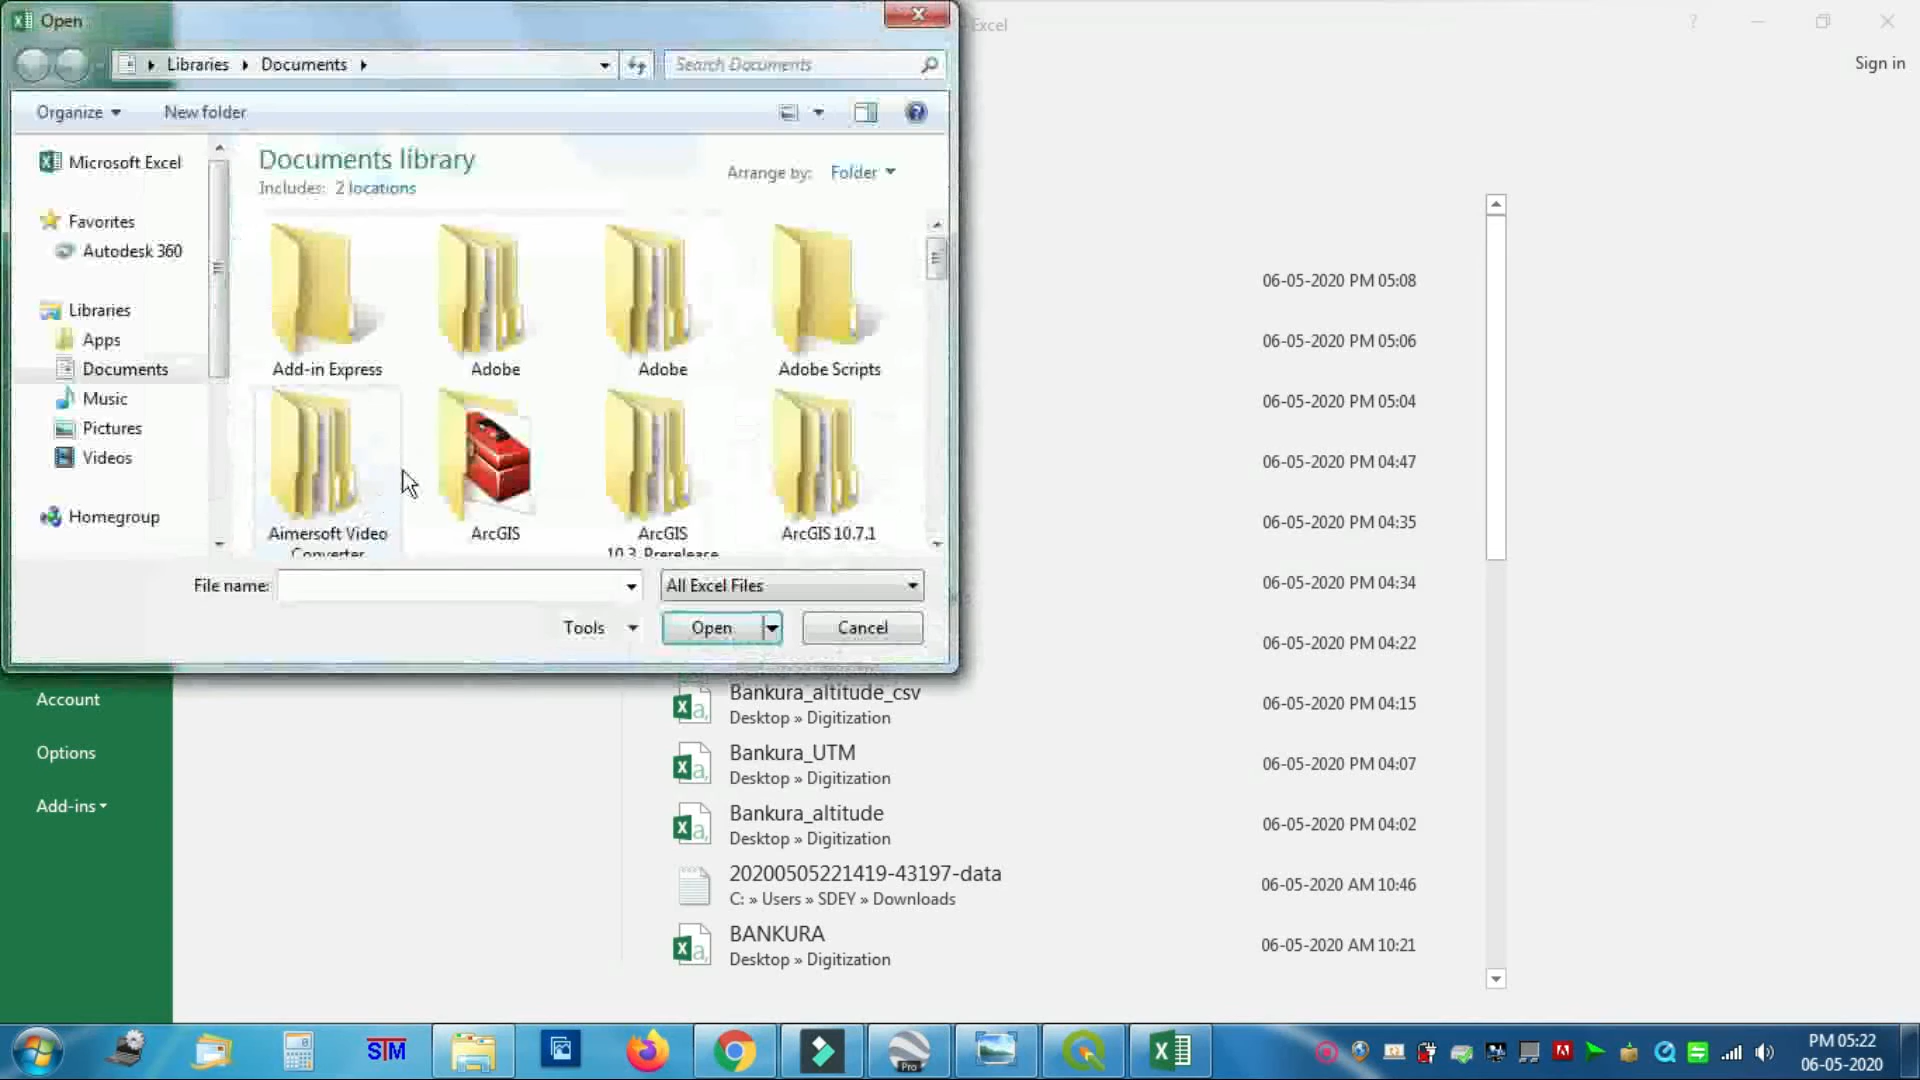 Open
Excel
Sign in
Libraries Documents
Search Documents
Organize
New folder
Microsoft Excel
Favorites
Autodesk 360
Libraries
Apps
Documents
Music
Pictures
Videos
Homegroup
Documents library
Includes: 2 locations
Arrange by: Folder
Add-in Express
Adobe
Adobe
Adobe Scripts
Aimersoft Video
Converter
ArcGIS
ArcGIS
10.3_Prerelease
ArcGIS 10.7.1
File name:
All Excel Files
Tools
Open
Cancel
06-05-2020 PM 05:08
06-05-2020 PM 05:06
06-05-2020 PM 05:04
06-05-2020 PM 04:47
06-05-2020 PM 04:35
06-05-2020 PM 04:34
06-05-2020 PM 04:22
Account
Options
Add-ins
Bankura_altitude_csv
Desktop » Digitization
06-05-2020 PM 04:15
Bankura_UTM
Desktop » Digitization
06-05-2020 PM 04:07
Bankura_altitude
Desktop » Digitization
06-05-2020 PM 04:02
20200505221419-43197-data
C: » Users » SDEY » Downloads
06-05-2020 AM 10:46
BANKURA
Desktop » Digitization
06-05-2020 AM 10:21
STM
Pro
PM 05:22
06-05-2020